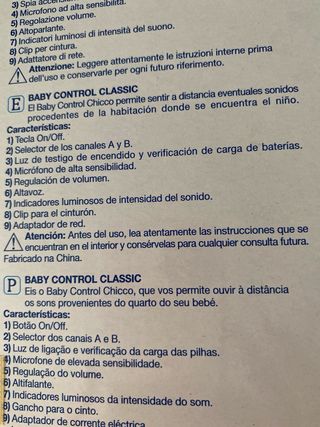 3) Spia accensione
4) Microfono ad alta sensibilità.
5) Regolazione volume.
6) Altoparlante.
7) Indicatori luminosi di intensità del suono.
8) Clip per cintura.
9) Adattatore di rete.
Attenzione: Leggere attentamente le istruzioni interne prima
dell'uso e conservarle per ogni futuro riferimento.
E BABY CONTROL CLASSIC
El Baby Control Chicco permite sentir a distancia eventuales sonidos
procedentes de la habitación donde se encuentra el niño.
Características:
1) Tecla On/Off.
2) Selector de los canales A y B.
3) Luz de testigo de encendido y verificación de carga de baterías.
4) Micrófono de alta sensibilidad.
5) Regulación de volumen.
6) Altavoz.
7) Indicadores luminosos de intensidad del sonido.
8) Clip para el cinturón.
9) Adaptador de red.
Atención: Antes del uso, lea atentamente las instrucciones que se
encuentran en el interior y consérvelas para cualquier consulta futura.
Fabricado na China.
P BABY CONTROL CLASSIC
Eis o Baby Control Chicco, que vos permite ouvir à distância
os sons provenientes do quarto do seu bebé.
Características:
1) Botão On/Off.
2) Selector dos canais A e B.
3) Luz de ligação e verificação da carga das pilhas.
4) Microfone de elevada sensibilidade.
5) Regulação do volume.
6) Altifalante.
7) Indicadores luminosos da intensidade do som.
8) Gancho para o cinto.
9) Adaptador de corrente eléctrica